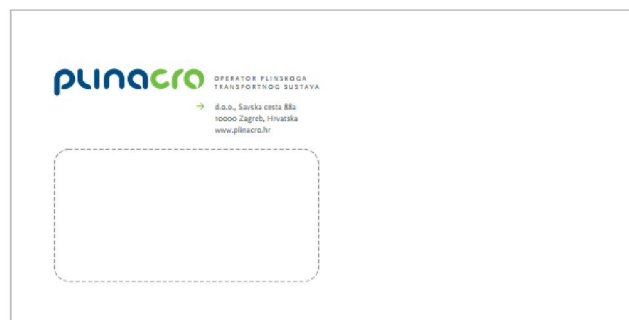 plinacro
OPERATOR PLINSKOGA
TRANSPORTNOG SUSTAVA
→ d.o.o., Savska cesta 88a
10000 Zagreb, Hrvatska
www.plinacro.hr